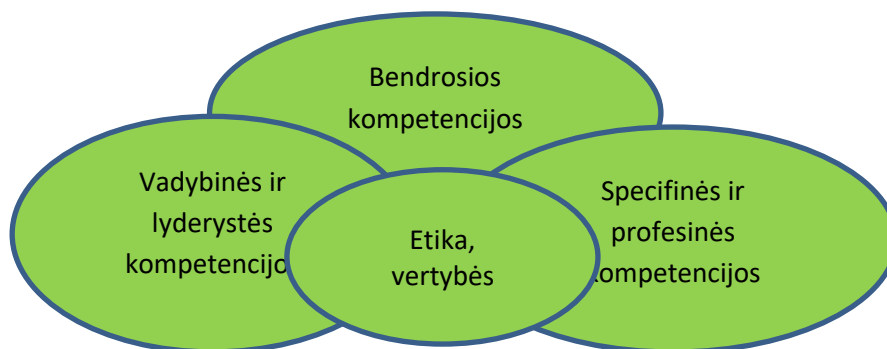 Bendrosios
kompetencijos
Vadybinės ir
lyderystės
kompetencijo
Etika,
vertybės
Specifinės ir
profesinės
kompetencijos